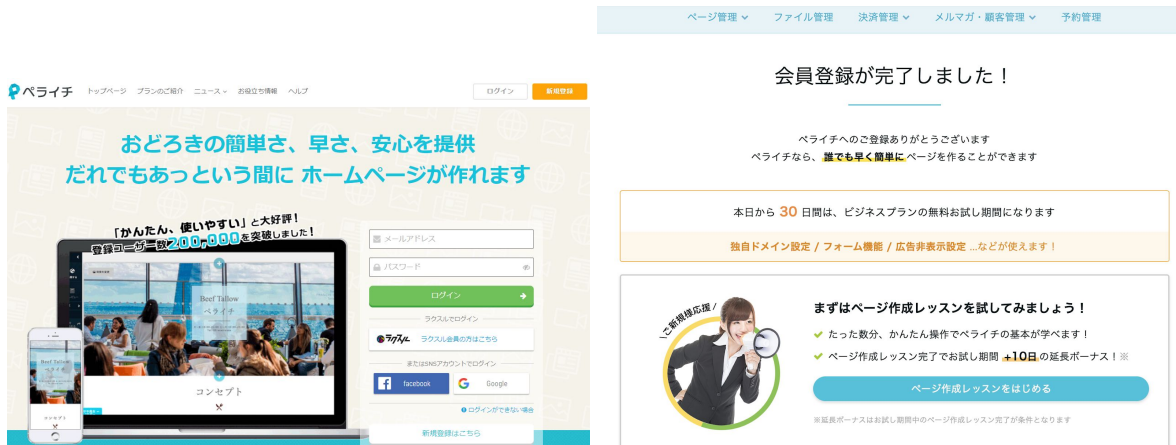 ペライチ
トップページ
プランのご紹介
ニュース
お役立ち情報
ヘルプ
ログイン
新規登録
おどろきの簡単さ、早さ、安心を提供
だれでもあっという間に ホームページが作れます
「かんたん、使いやすい」と大好評！
登録ユーザー数200,000を突破しました！
Beef Tallow
ペライチ
コンセプト
Beef Tallow
ペライチ
コンセプト
メールアドレス
パスワード
ログイン
ラクスルでログイン
ラクスル ラクスル会員の方はこちら
またはSNSアカウントでログイン
facebook
Google
ログインができない場合
新規登録はこちら
ページ管理
ファイル管理
決済管理
メルマガ・顧客管理
予約管理
会員登録が完了しました！
ペライチへのご登録ありがとうございます
ペライチなら、誰でも早く簡単にページを作ることができます
本日から 30 日間は、ビジネスプランの無料お試し期間になります
独自ドメイン設定 / フォーム機能 / 広告非表示設定 ...などが使えます！
ご新規様応援
まずはページ作成レッスンを試してみましょう！
たった数分、かんたん操作でペライチの基本が学べます！
ページ作成レッスン完了でお試し期間 +10日 の延長ボーナス！※
ページ作成レッスンをはじめる
※延長ボーナスはお試し期間中のページ作成レッスン完了が条件となります